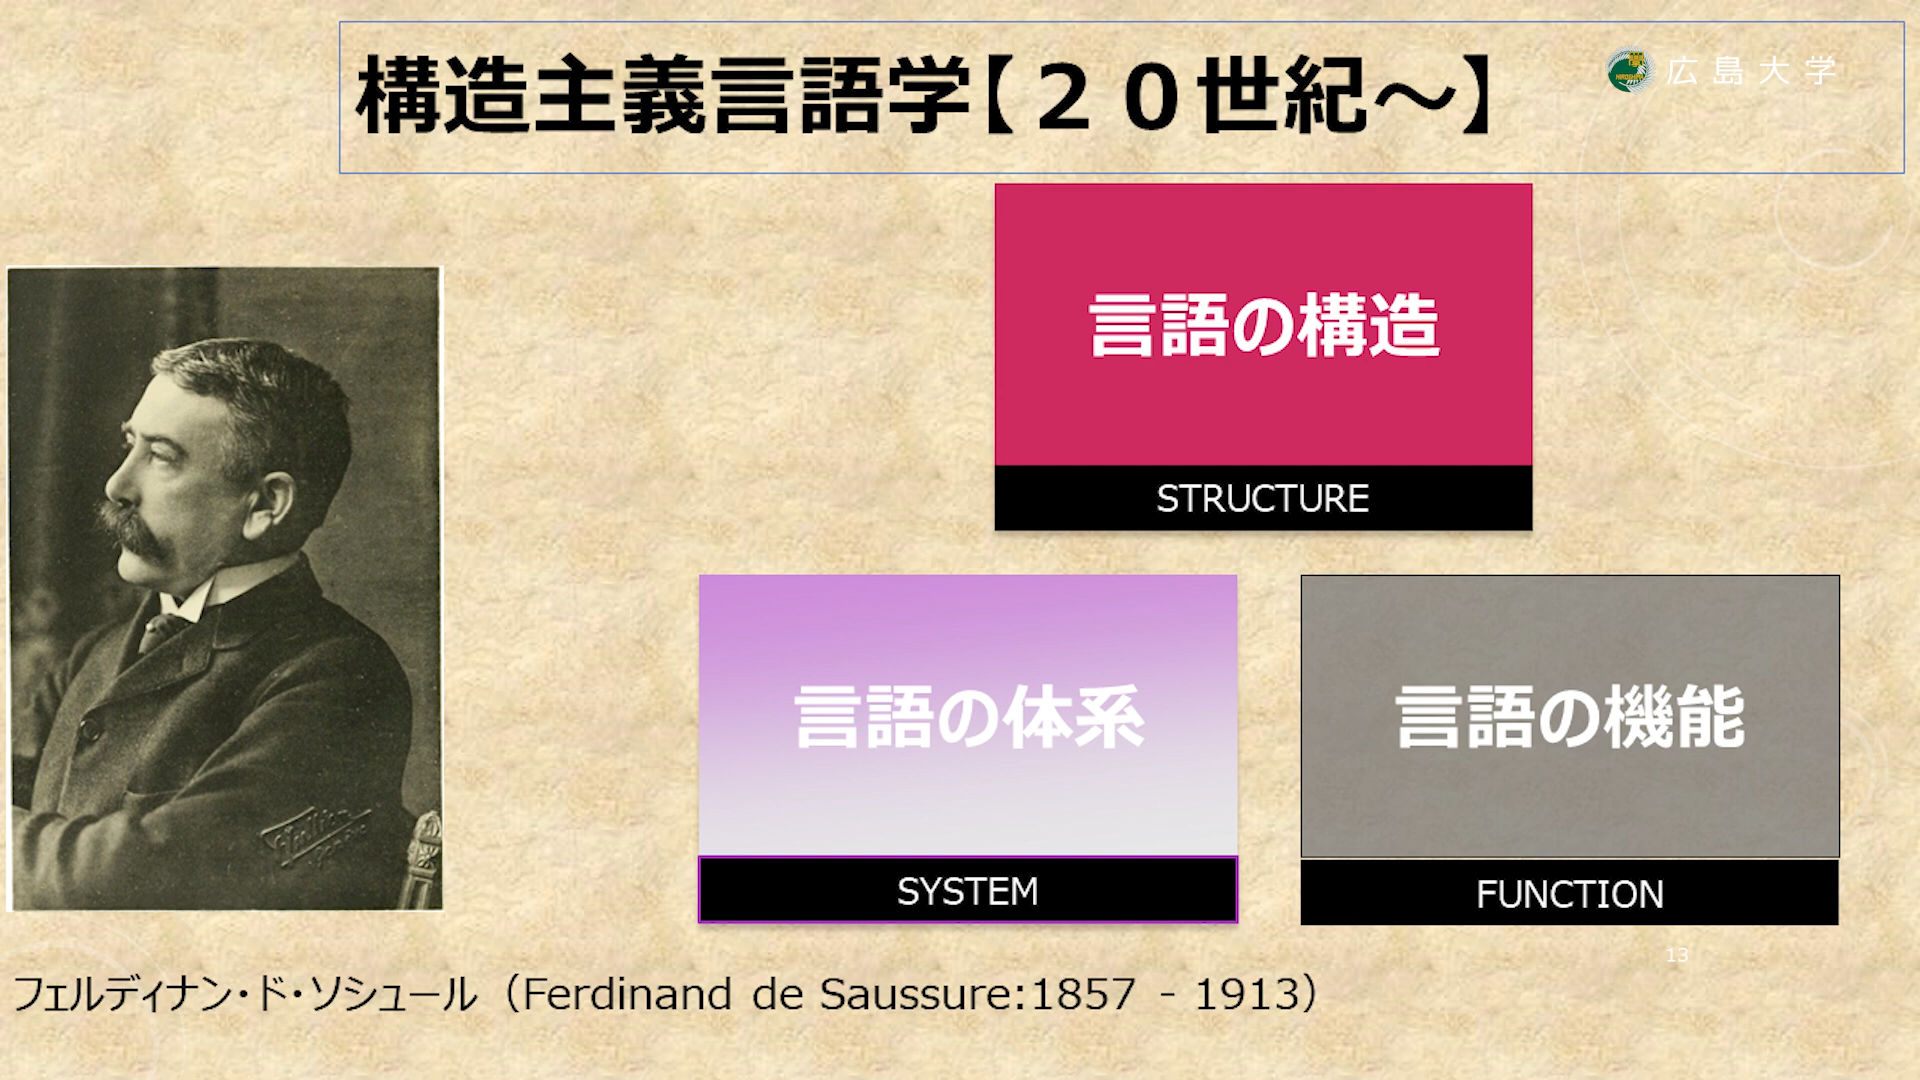 構造主義言語学【２０世紀～】
広島大学
言語の構造
STRUCTURE
言語の体系
SYSTEM
言語の機能
FUNCTION
13
フェルディナン・ド・ソシュール（Ferdinand de Saussure:1857 - 1913）